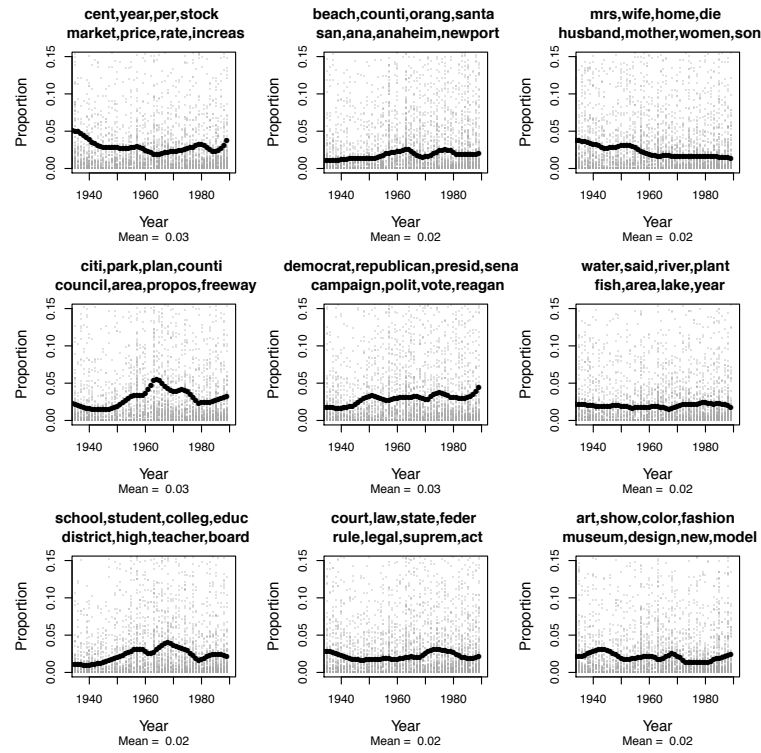 cent,year,per,stock
market,price,rate,increas
Proportion
0.00 0.05 0.10 0.15
1940 1960 1980
Year
Mean = 0.03
beach,counti,orang,santa
san,ana,anaheim,newport
Proportion
0.00 0.05 0.10 0.15
1940 1960 1980
Year
Mean = 0.02
mrs,wife,home,die
husband,mother,women,son
Proportion
0.00 0.05 0.10 0.15
1940 1960 1980
Year
Mean = 0.02
citi,park,plan,counti
council,area,propos,freeway
Proportion
0.00 0.05 0.10 0.15
1940 1960 1980
Year
Mean = 0.03
democrat,republican,presid,sena
campaign,polit,vote,reagan
Proportion
0.00 0.05 0.10 0.15
1940 1960 1980
Year
Mean = 0.03
water,said,river,plant
fish,area,lake,year
Proportion
0.00 0.05 0.10 0.15
1940 1960 1980
Year
Mean = 0.02
school,student,colleg,educ
district,high,teacher,board
Proportion
0.00 0.05 0.10 0.15
1940 1960 1980
Year
Mean = 0.02
court,law,state,feder
rule,legal,suprem,act
Proportion
0.00 0.05 0.10 0.15
1940 1960 1980
Year
Mean = 0.02
art,show,color,fashion
museum,design,new,model
Proportion
0.00 0.05 0.10 0.15
1940 1960 1980
Year
Mean = 0.02